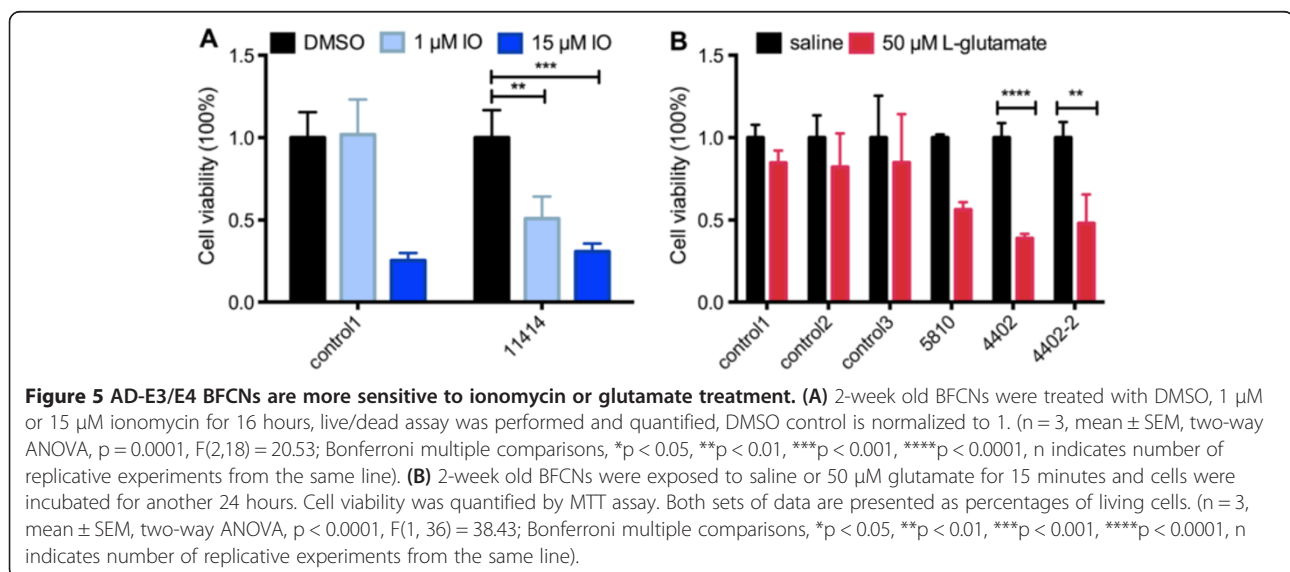 A
DMSO 1 µM IO 15 µM IO
1.5
1.0
0.5
0.0
Cell viability (100%)
***
**
control1
11414
B
saline 50 µM L-glutamate
1.5
1.0
0.5
0.0
Cell viability (100%)
****
**
control1
control2
control3
5810
4402
4402-2
Figure 5 AD-E3/E4 BFCNs are more sensitive to ionomycin or glutamate treatment. (A) 2-week old BFCNs were treated with DMSO, 1 µM
or 15 µM ionomycin for 16 hours, live/dead assay was performed and quantified, DMSO control is normalized to 1. (n = 3, mean ± SEM, two-way
ANOVA, p = 0.0001, F(2,18) = 20.53; Bonferroni multiple comparisons, *p < 0.05, **p < 0.01, ***p < 0.001, ****p < 0.0001, n indicates number of
replicative experiments from the same line). (B) 2-week old BFCNs were exposed to saline or 50 µM glutamate for 15 minutes and cells were
incubated for another 24 hours. Cell viability was quantified by MTT assay. Both sets of data are presented as percentages of living cells. (n = 3,
mean ± SEM, two-way ANOVA, p < 0.0001, F(1, 36) = 38.43; Bonferroni multiple comparisons, *p < 0.05, **p < 0.01, ***p < 0.001, ****p < 0.0001, n
indicates number of replicative experiments from the same line).